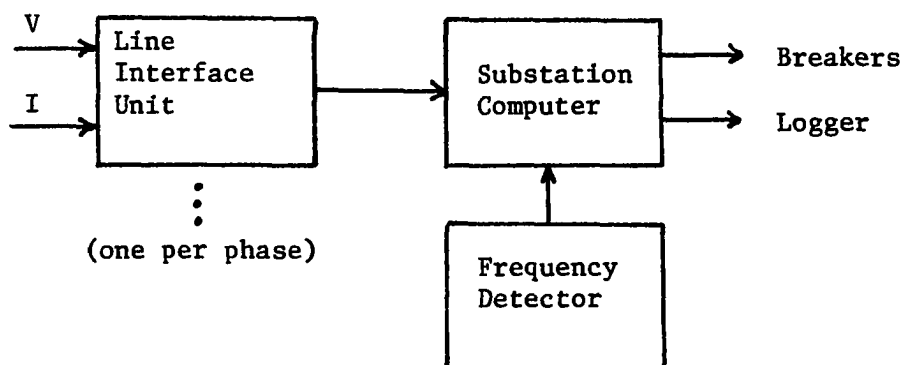 V
I
Line
Interface
Unit
(one per phase)
Substation
Computer
Breakers
Logger
Frequency
Detector